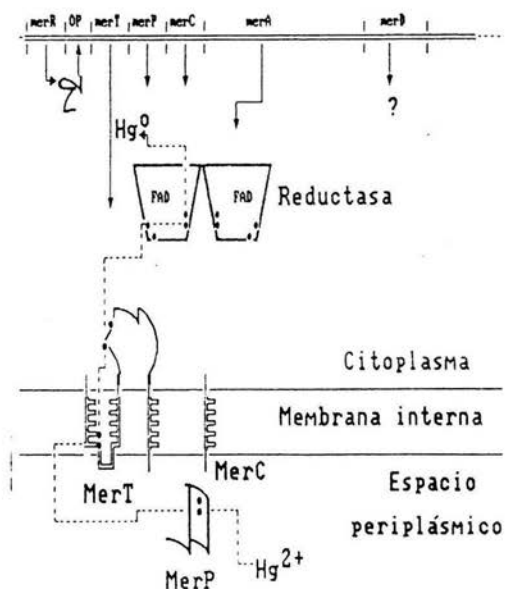 merR OP merT merP merC merA merD
?
Hg0
FAD FAD Reductasa
Citoplasma
Membrana interna
MerT MerC
Espacio
periplásmico
MerP
Hg2+